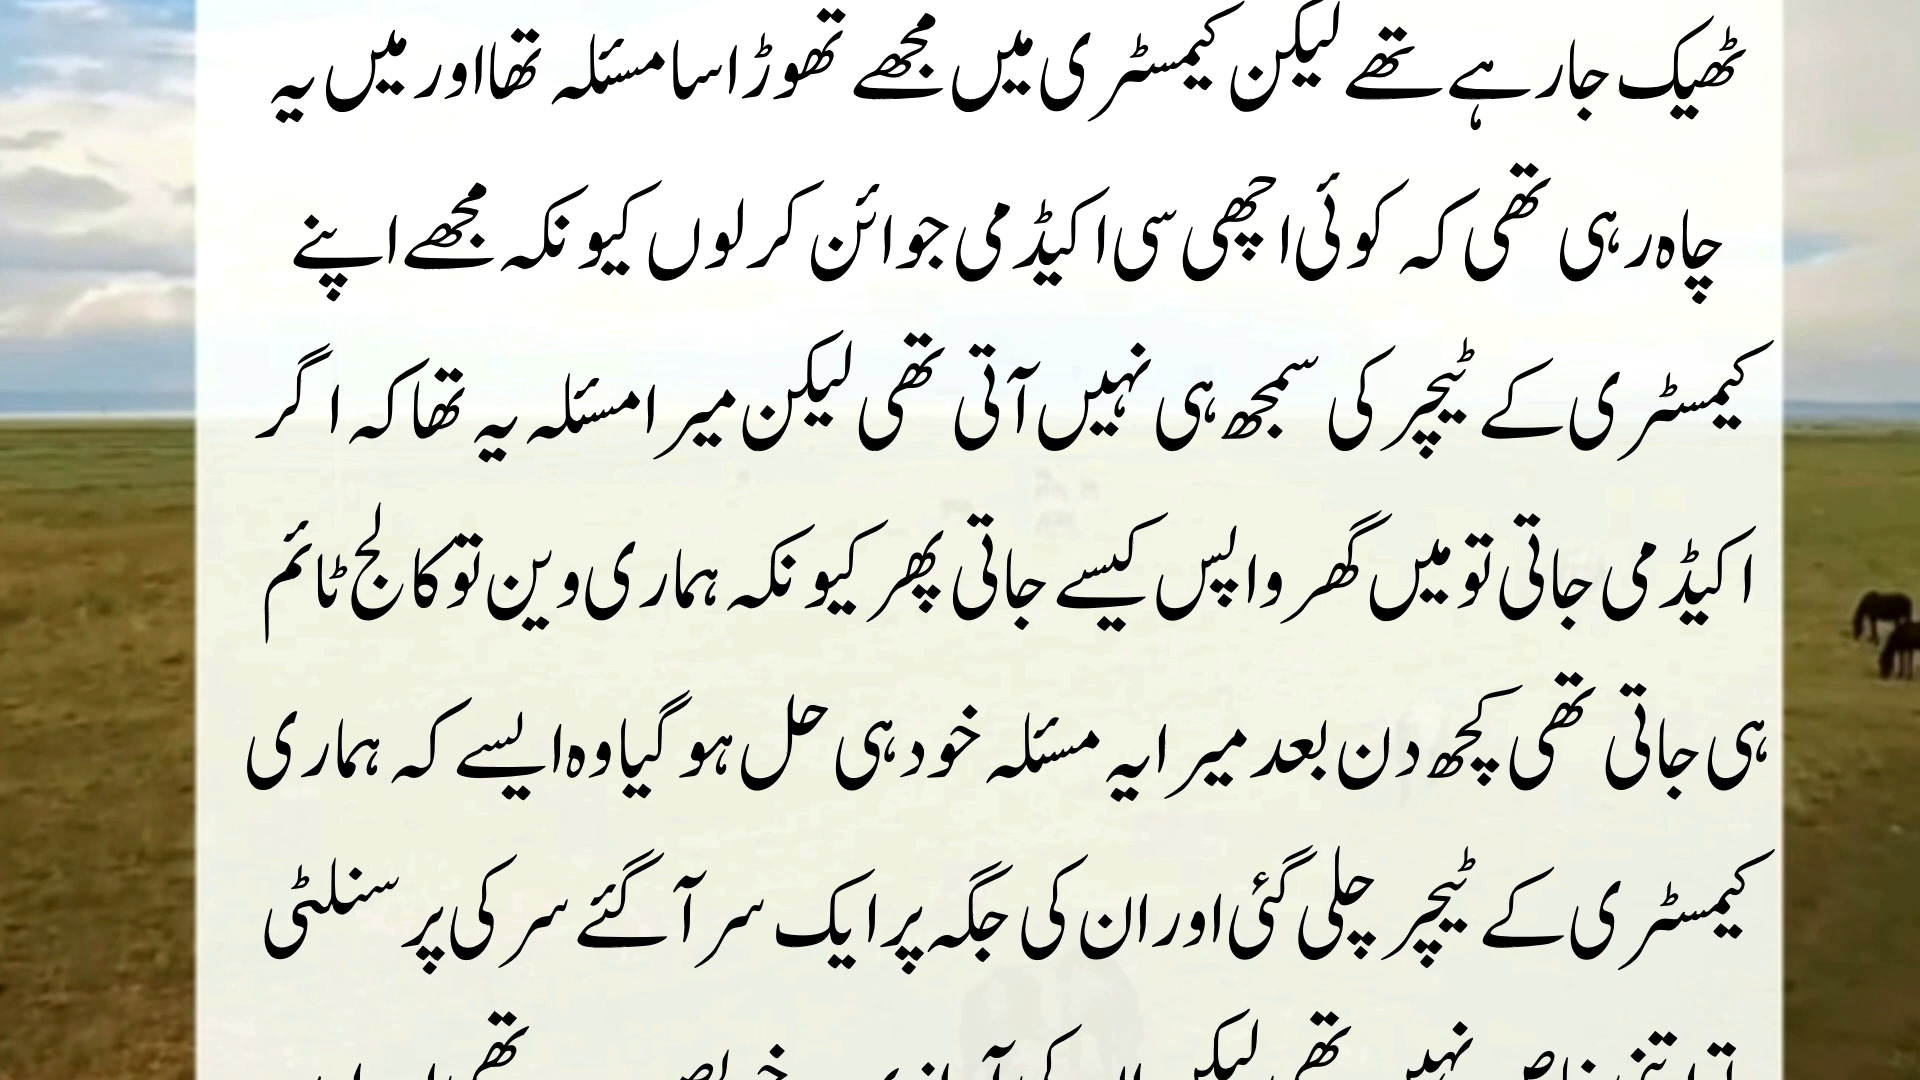 ٹھیک جارہے تھے لیکن کیمسٹری میں مجھے تھوڑا سا مسئلہ تھا اور میں یہ
چاہ رہی تھی کہ کوئی اچھی سی اکیڈمی جوائن کر لوں کیونکہ مجھے اپنے
کیمسٹری کے ٹیچر کی سمجھ ہی نہیں آتی تھی لیکن میرا مسئلہ یہ تھا کہ اگر
اکیڈمی جاتی تو میں گھر واپس کیسے جاتی پھر کیونکہ ہماری وین تو کالج ٹائم
ہی جاتی تھی کچھ دن بعد میرا یہ مسئلہ خود ہی حل ہو گیا وہ ایسے کہ ہماری
کیمسٹری کے ٹیچر چلی گئی اور ان کی جگہ پر ایک سر آگئے سر کی پر سنلٹی
نہیں تھی لیکن